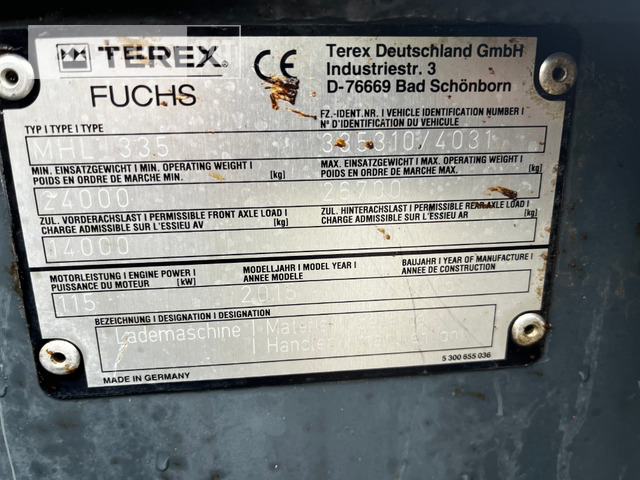 TEREX
FUCHS
CE
Terex Deutschland GmbH
Industriestr. 3
D-76669 Bad Schönborn
TYP I TYPE I TYPE
MHL 335
FZ.-IDENT.NR. I VEHICLE IDENTIFICATION NUMBER I
N° D'IDENTIFICATION DU VÉHICULE
335310/4031
MIN. EINSATZGEWICHT I MIN. OPERATING WEIGHT I
POIDS EN ORDRE DE MARCHE MIN. [kg]
24000
MAX. EINSATZGEWICHT I MAX. OPERATING WEIGHT I
POIDS EN ORDRE DE MARCHE MAX. [kg]
26700
ZUL. VORDERACHSLAST I PERMISSIBLE FRONT AXLE LOAD I
CHARGE ADMISSIBLE SUR L'ESSIEU AV [kg]
14000
ZUL. HINTERACHSLAST I PERMISSIBLE REAR AXLE LOAD I
CHARGE ADMISSIBLE SUR L'ESSIEU AR [kg]
MOTORLEISTUNG I ENGINE POWER I
PUISSANCE DU MOTEUR [kW]
115
MODELLJAHR I MODEL YEAR I
ANNEE MODELE
BAUJAHR I YEAR OF MANUFACTURE I
ANNÉE DE CONSTRUCTION
BEZEICHNUNG I DESIGNATION I DESIGNATION
Lademaschine
Handler
MADE IN GERMANY
5 300 655 036